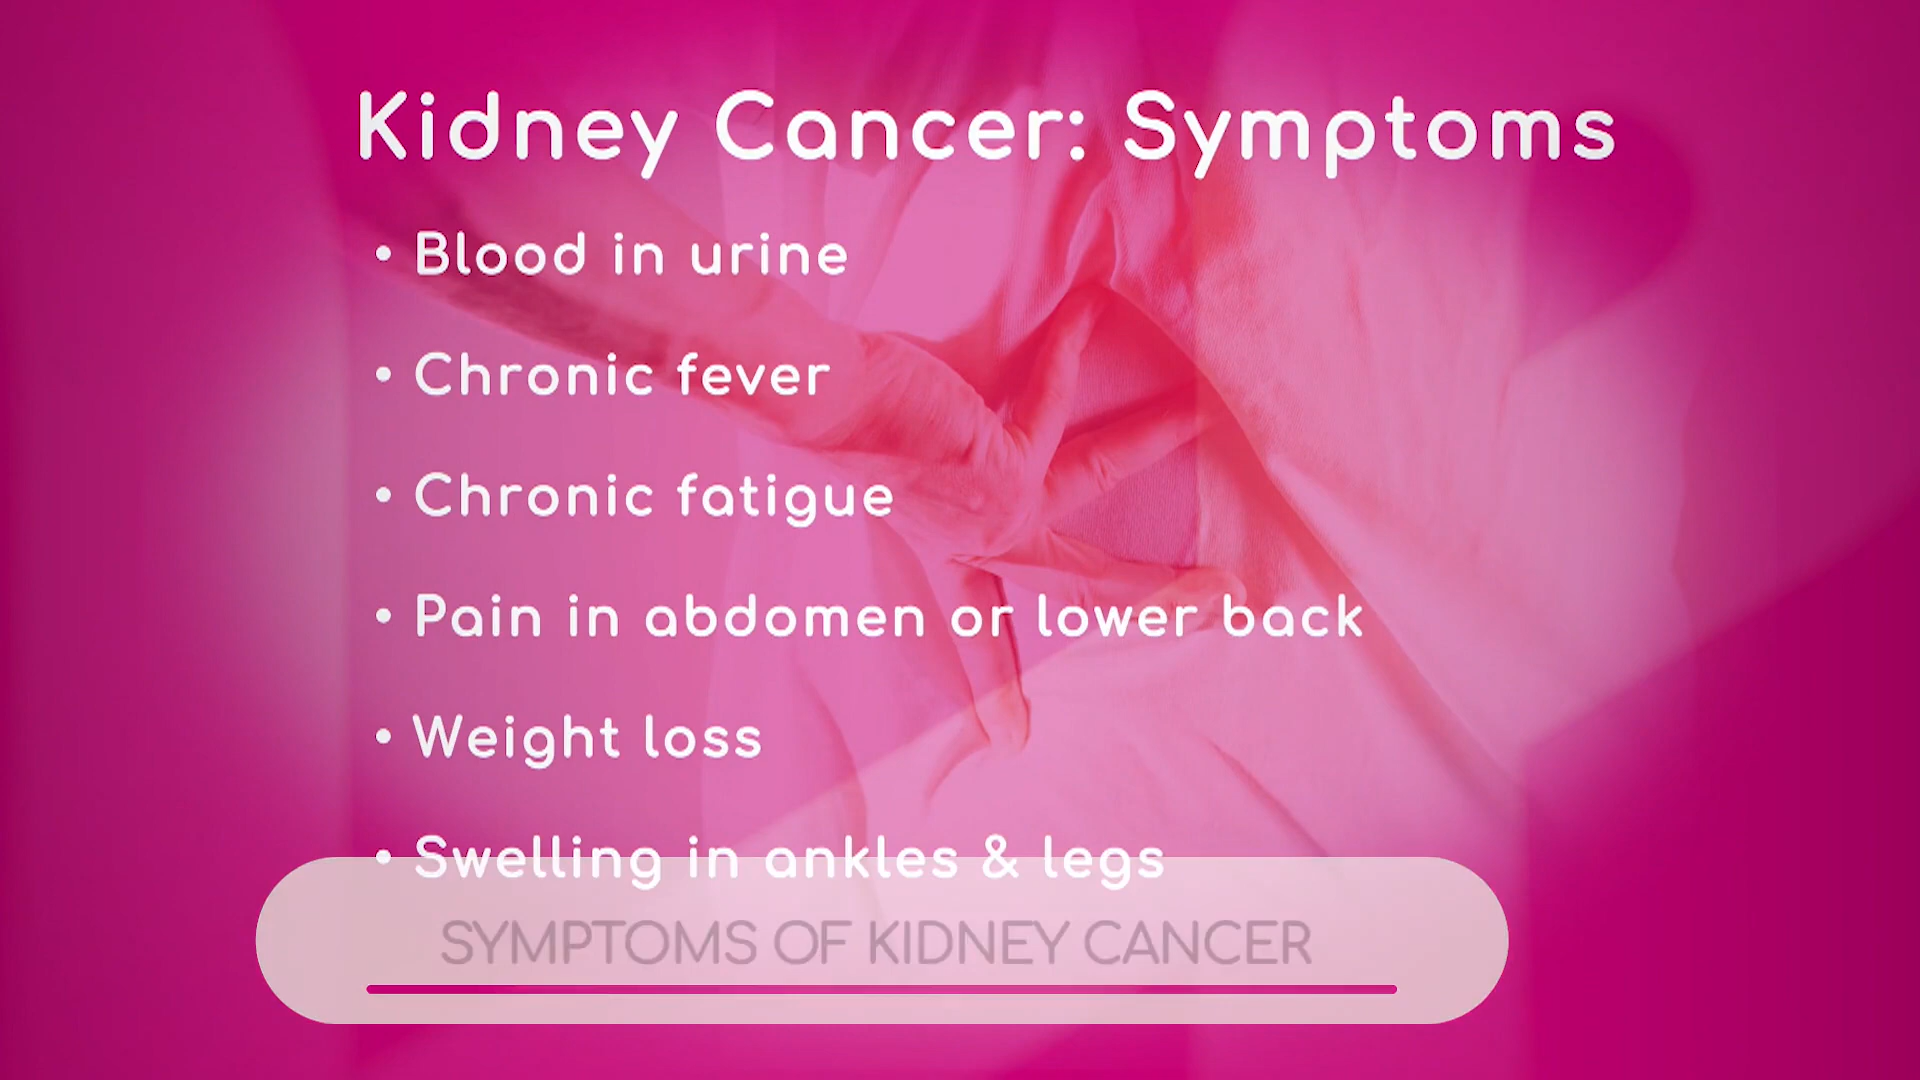 Kidney Cancer: Symptoms
• Blood in urine
• Chronic fever
• Chronic fatigue
• Pain in abdomen or lower back
• Weight loss
• Swelling in ankles & legs
SYMPTOMS OF KIDNEY CANCER